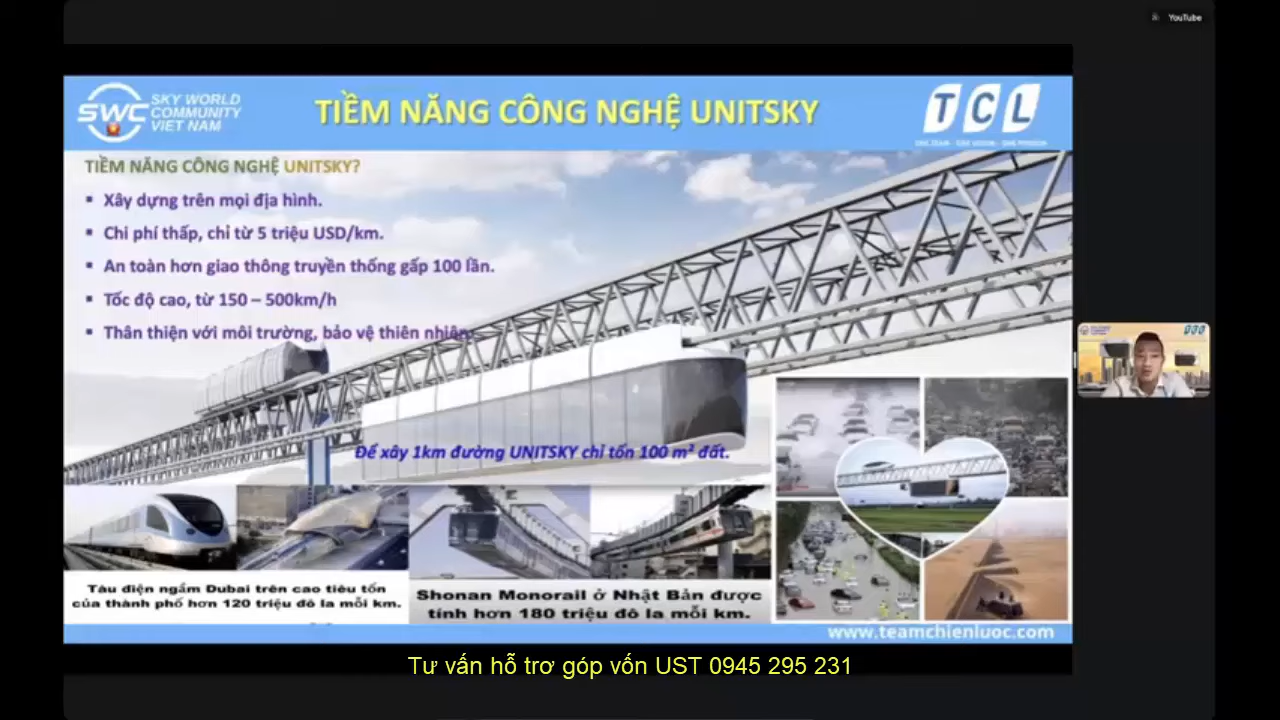 YouTube
SWC
SKY WORLD
COMMUNITY
VIET NAM
TIỀM NĂNG CÔNG NGHỆ UNITSKY
TCL
TIỀM NĂNG CÔNG NGHỆ UNITSKY?
▪ Xây dựng trên mọi địa hình.
▪ Chi phí thấp, chỉ từ 5 triệu USD/km.
▪ An toàn hơn giao thông truyền thống gấp 100 lần.
▪ Tốc độ cao, từ 150 – 500km/h
▪ Thân thiện với môi trường, bảo vệ thiên nhiên.
Để xây 1km đường UNITSKY chỉ tốn 100 m² đất.
Tàu điện ngầm Dubai trên cao tiêu tốn
của thành phố hơn 120 triệu đô la mỗi km.
Shonan Monorail ở Nhật Bản được
tính hơn 180 triệu đô la mỗi km.
www.teamchienluoc.com
Tư vấn hỗ trơ góp vốn UST 0945 295 231